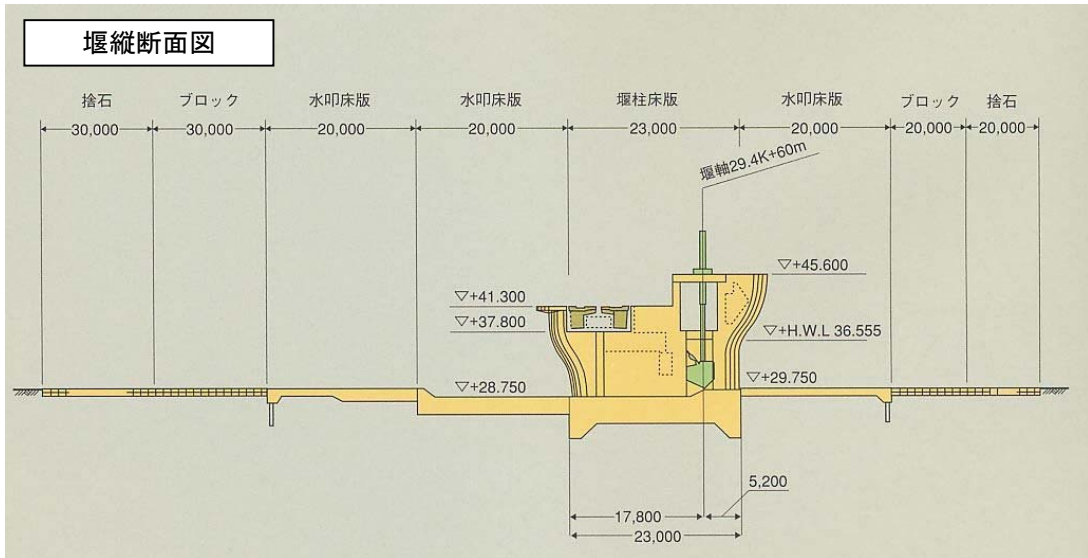 堰縦断面図
捨石 ブロック 水叩床版 水叩床版 堰柱床版 水叩床版 ブロック 捨石
30,000 30,000 20,000 20,000 23,000 20,000 20,000 20,000
堰軸29.4K+60m
▽+45.600
▽+41.300
▽+37.800
▽+H.W.L 36.555
▽+28.750
▽+29.750
5,200
17,800
23,000